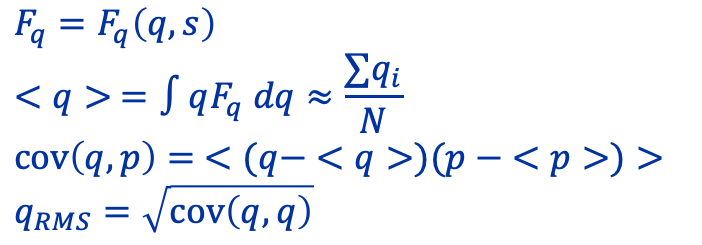 F_q = F_q(q, s)
< q > = ∫ qF_q dq ≈ ∑q_i / N
cov(q, p) = < (q− < q >)(p − < p >) >
q_RMS = √cov(q, q)